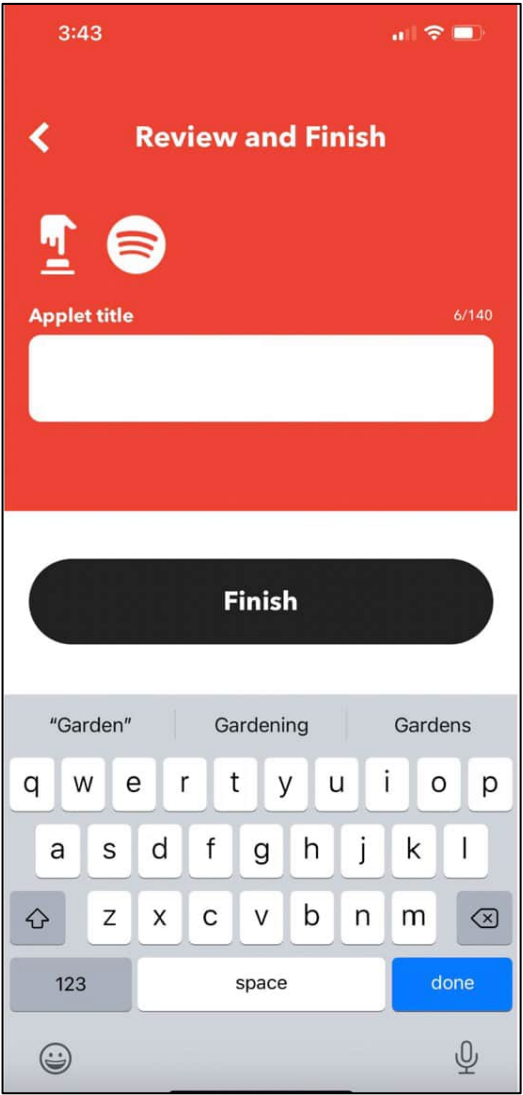 3:43
Review and Finish
Applet title 6/140
Finish
“Garden” Gardening Gardens
q w e r t y u i o p
a s d f g h j k l
z x c v b n m
123 space done